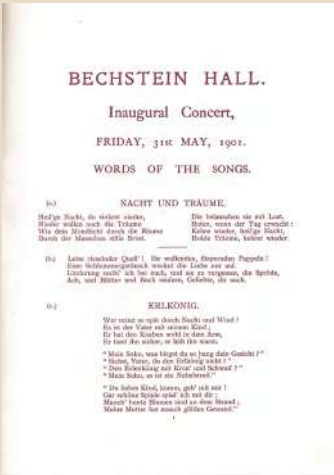 BECHSTEIN HALL.
Inaugural Concert,
FRIDAY, 31st MAY, 1901.
WORDS OF THE SONGS.
(a.) NACHT UND TRÄUME.
Heil'ge Nacht, du sinkest nieder,
Nieder wallen auch die Träume
Wie dein Mondlicht durch die Räume
Durch der Menschen stille Brust.
Die belauschen sie mit Lust,
Rufen, wenn der Tag erwacht:
Kehre wieder, heil'ge Nacht,
Holde Träume, kehret wieder.
(b.) Leise rieselnder Quell! Ihr wallenden, flispernden Pappeln!
Euer Schlummergeräusch wecket die Liebe nur auf.
Linderung sucht' ich bei euch, und sie zu vergessen, die Spröde,
Ach, und Blätter und Bach seufzen, Geliebte, dir nach.
(c.) ERLKÖNIG.
Wer reitet so spät durch Nacht und Wind?
Es ist der Vater mit seinem Kind;
Er hat den Knaben wohl in dem Arm,
Er fasst ihn sicher, er hält ihn warm.
"Mein Sohn, was birgst du so bang dein Gesicht?"
"Siehst, Vater, du den Erlkönig nicht?
"Den Erlenkönig mit Kron' und Schweif?"
"Mein Sohn, es ist ein Nebelstreif."
"Du liebes Kind, komm, geh' mit mir!
Gar schöne Spiele spiel' ich mit dir;
Manch' bunte Blumen sind an dem Strand;
Meine Mutter hat manch gülden Gewand."
1